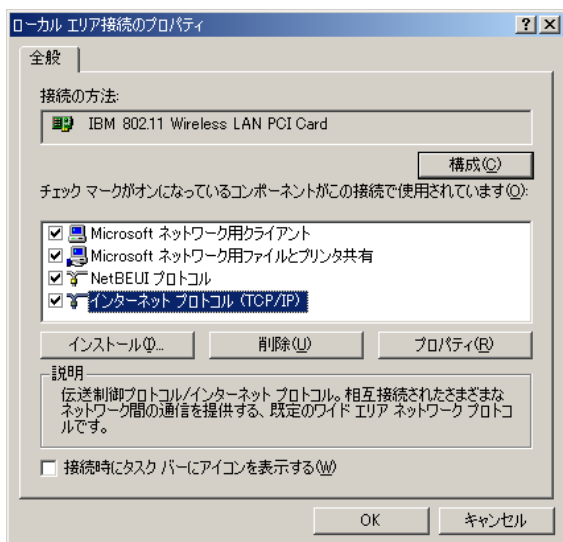 ローカル エリア接続のプロパティ
全般
接続の方法:
IBM 802.11 Wireless LAN PCI Card
構成(C)
チェック マークがオンになっているコンポーネントがこの接続で使用されています(O):
Microsoft ネットワーク用クライアント
Microsoft ネットワーク用ファイルとプリンタ共有
NetBEUI プロトコル
インターネット プロトコル (TCP/IP)
インストール(I)...
削除(U)
プロパティ(R)
説明
伝送制御プロトコル/インターネット プロトコル。相互接続されたさまざまな
ネットワーク間の通信を提供する、既定のワイド エリア ネットワーク プロトコ
ルです。
接続時にタスク バーにアイコンを表示する(W)
OK
キャンセル